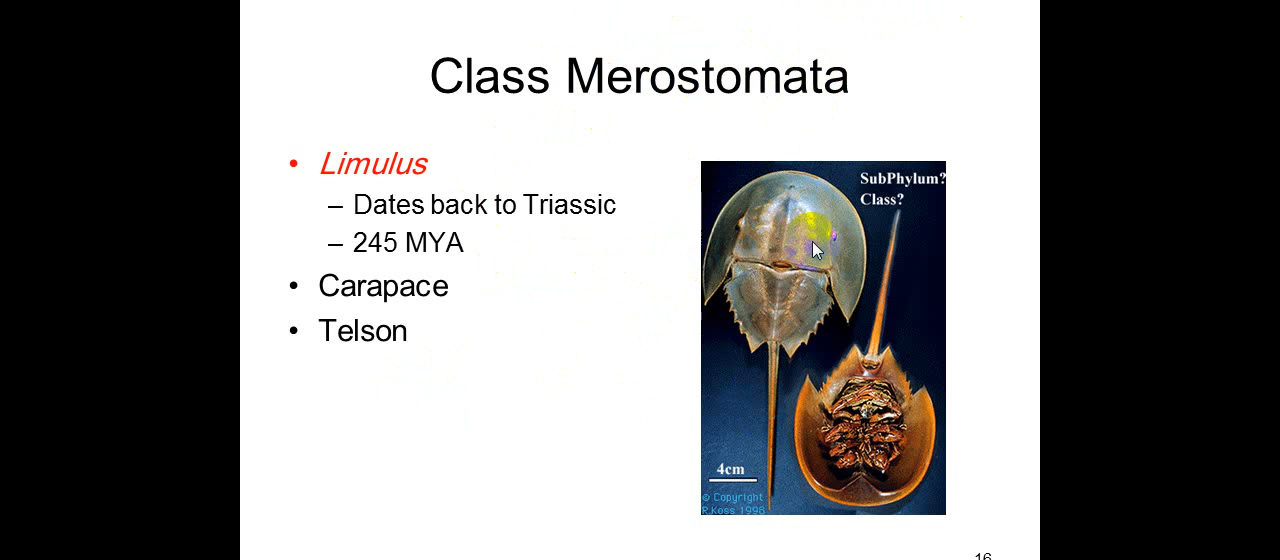 Class Merostomata
• Limulus
– Dates back to Triassic
– 245 MYA
• Carapace
• Telson
SubPhylum?
Class?
4cm
© Copyright
R.Koss 1998
16